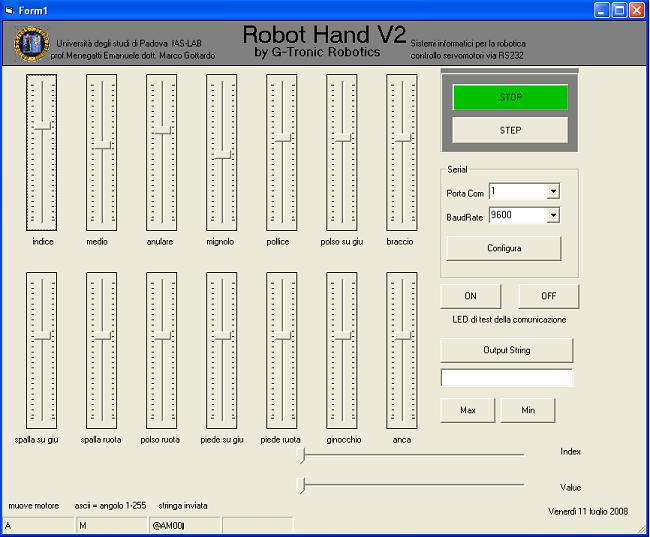 Form1
Robot Hand V2
by G-Tronic Robotics
Università degli studi di Padova IAS-LAB
prof.Menegatti Emanuele dott. Marco Gottardo
Sistemi informatici per la robotica
controllo servomotori via RS232
STOP
STEP
Serial
Porta Com 1
BaudRate 9600
Configura
indice medio anulare mignolo pollice polso su giu braccio
ON OFF
LED di test della comunicazione
Output String
Max Min
spalla su giu spalla ruota polso ruota piede su giu piede ruota ginocchio anca
Index
Value
muove motore ascii = angolo 1-255 stringa inviata
Venerdì 11 luglio 2008
A M